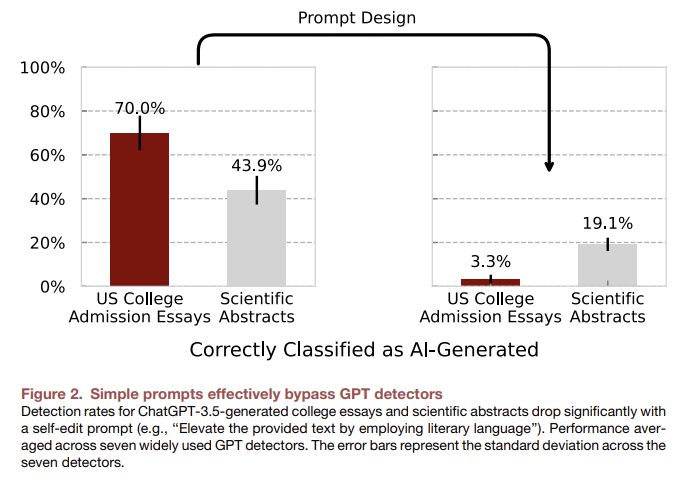 Prompt Design
100%
80%
60%
40%
20%
0%
70.0%
43.9%
US College
Admission Essays
Scientific
Abstracts
3.3%
19.1%
US College
Admission Essays
Scientific
Abstracts
Correctly Classified as AI-Generated
Figure 2. Simple prompts effectively bypass GPT detectors
Detection rates for ChatGPT-3.5-generated college essays and scientific abstracts drop significantly with
a self-edit prompt (e.g., “Elevate the provided text by employing literary language”). Performance aver-
aged across seven widely used GPT detectors. The error bars represent the standard deviation across the
seven detectors.